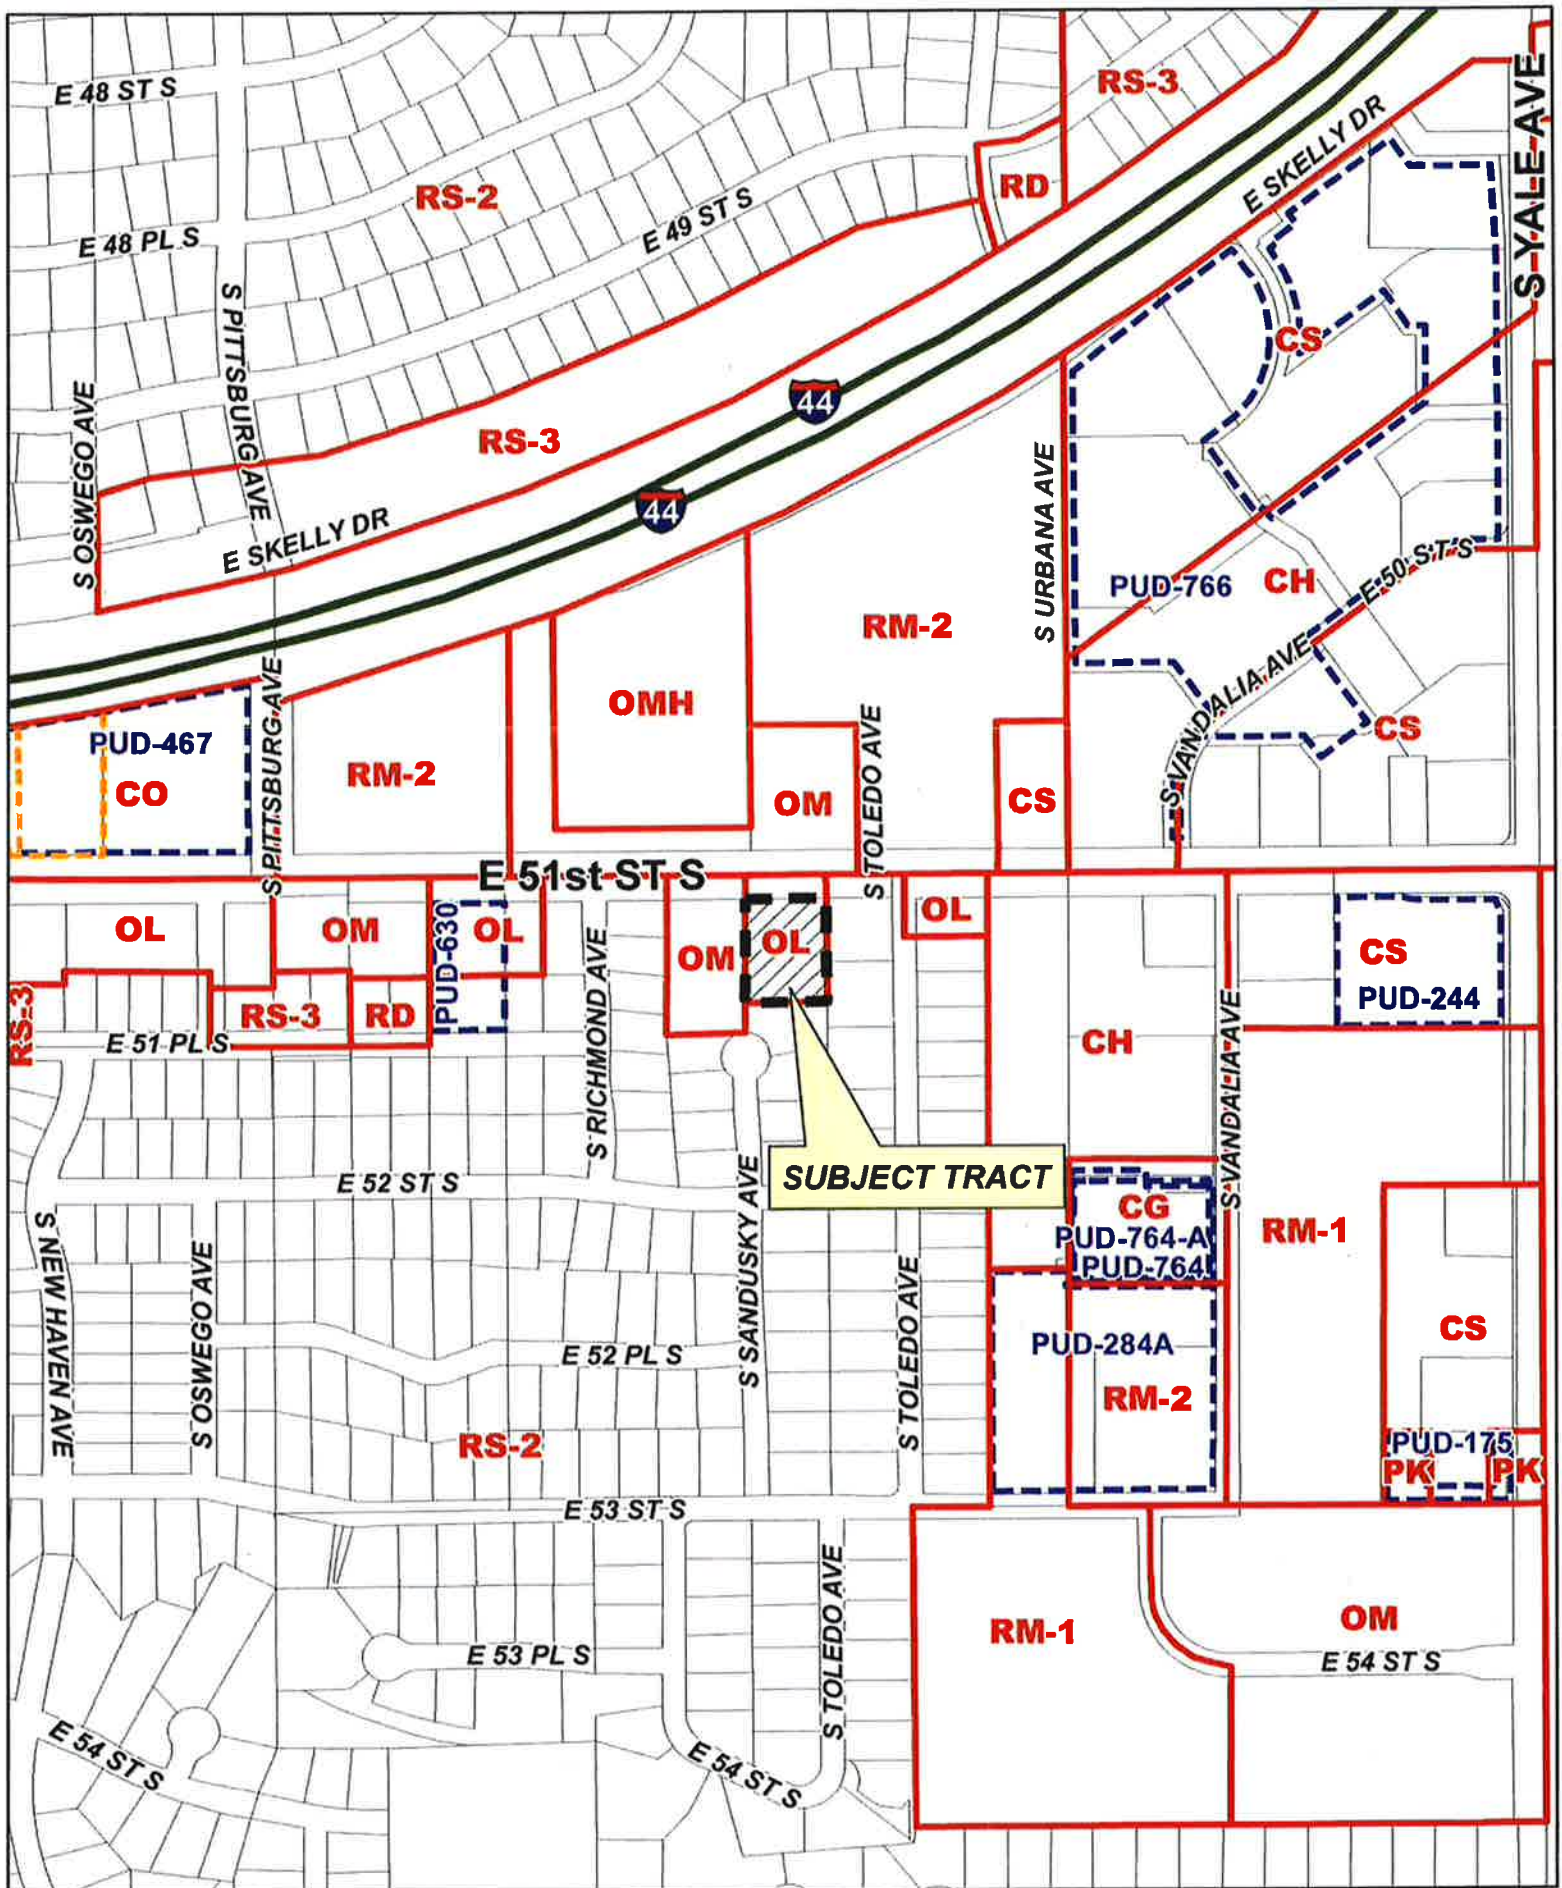 E 48 ST S
RS-3
S YALE AVE
E SKELLY DR
RS-2
RD
E 49 ST S
E 48 PL S
S PITTSBURG AVE
CS
S OSWEGO AVE
44
RS-3
44
E SKELLY DR
S URBANA AVE
PUD-766
CH
E 50 ST S
RM-2
OMH
S VANDALIA AVE
CS
S PITTSBURG AVE
PUD-467
CO
RM-2
OM
S TOLEDO AVE
CS
E 51st ST S
OL
OM
PUD-630
OL
S RICHMOND AVE
OM
OL
OL
CS
PUD-244
RS-3
RS-3
RD
E 51 PL S
CH
S VANDALIA AVE
SUBJECT TRACT
E 52 ST S
S SANDUSKY AVE
CG
PUD-764-A
PUD-764
RM-1
S NEW HAVEN AVE
S OSWEGO AVE
E 52 PL S
S TOLEDO AVE
PUD-284A
RM-2
CS
RS-2
PUD-175
PK
PK
E 53 ST S
S TOLEDO AVE
RM-1
OM
E 53 PL S
E 54 ST S
E 54 ST S
E 54 ST S